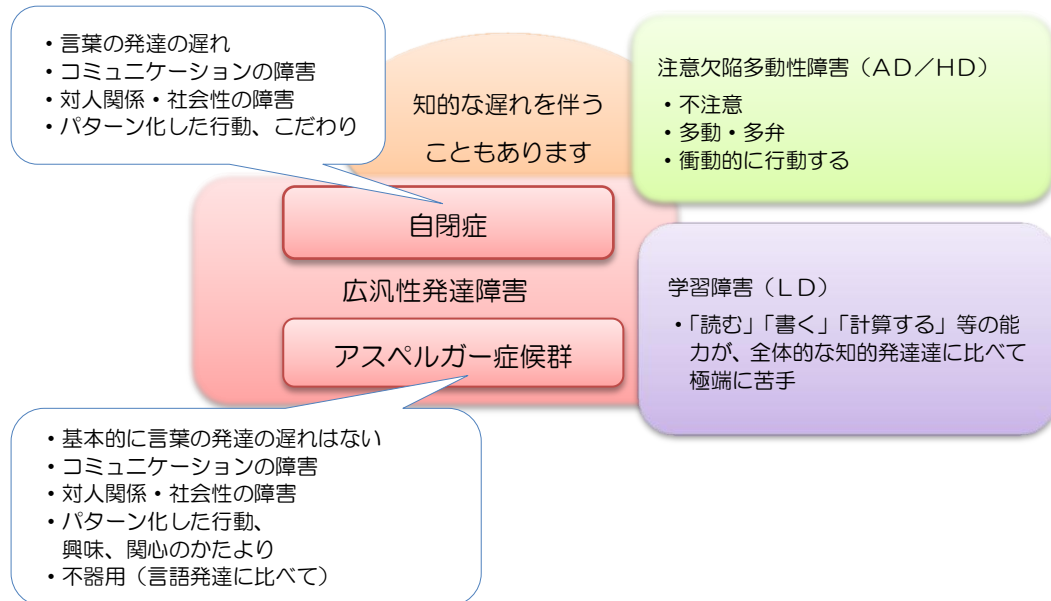 ・言葉の発達の遅れ
・コミュニケーションの障害
・対人関係・社会性の障害
・パターン化した行動、こだわり
知的な遅れを伴う
こともあります
注意欠陥多動性障害（ＡＤ／ＨＤ）
・不注意
・多動・多弁
・衝動的に行動する
自閉症
広汎性発達障害
アスペルガー症候群
学習障害（ＬＤ）
・「読む」「書く」「計算する」等の能
力が、全体的な知的発達達に比べて
極端に苦手
・基本的に言葉の発達の遅れはない
・コミュニケーションの障害
・対人関係・社会性の障害
・パターン化した行動、
興味、関心のかたより
・不器用（言語発達に比べて）